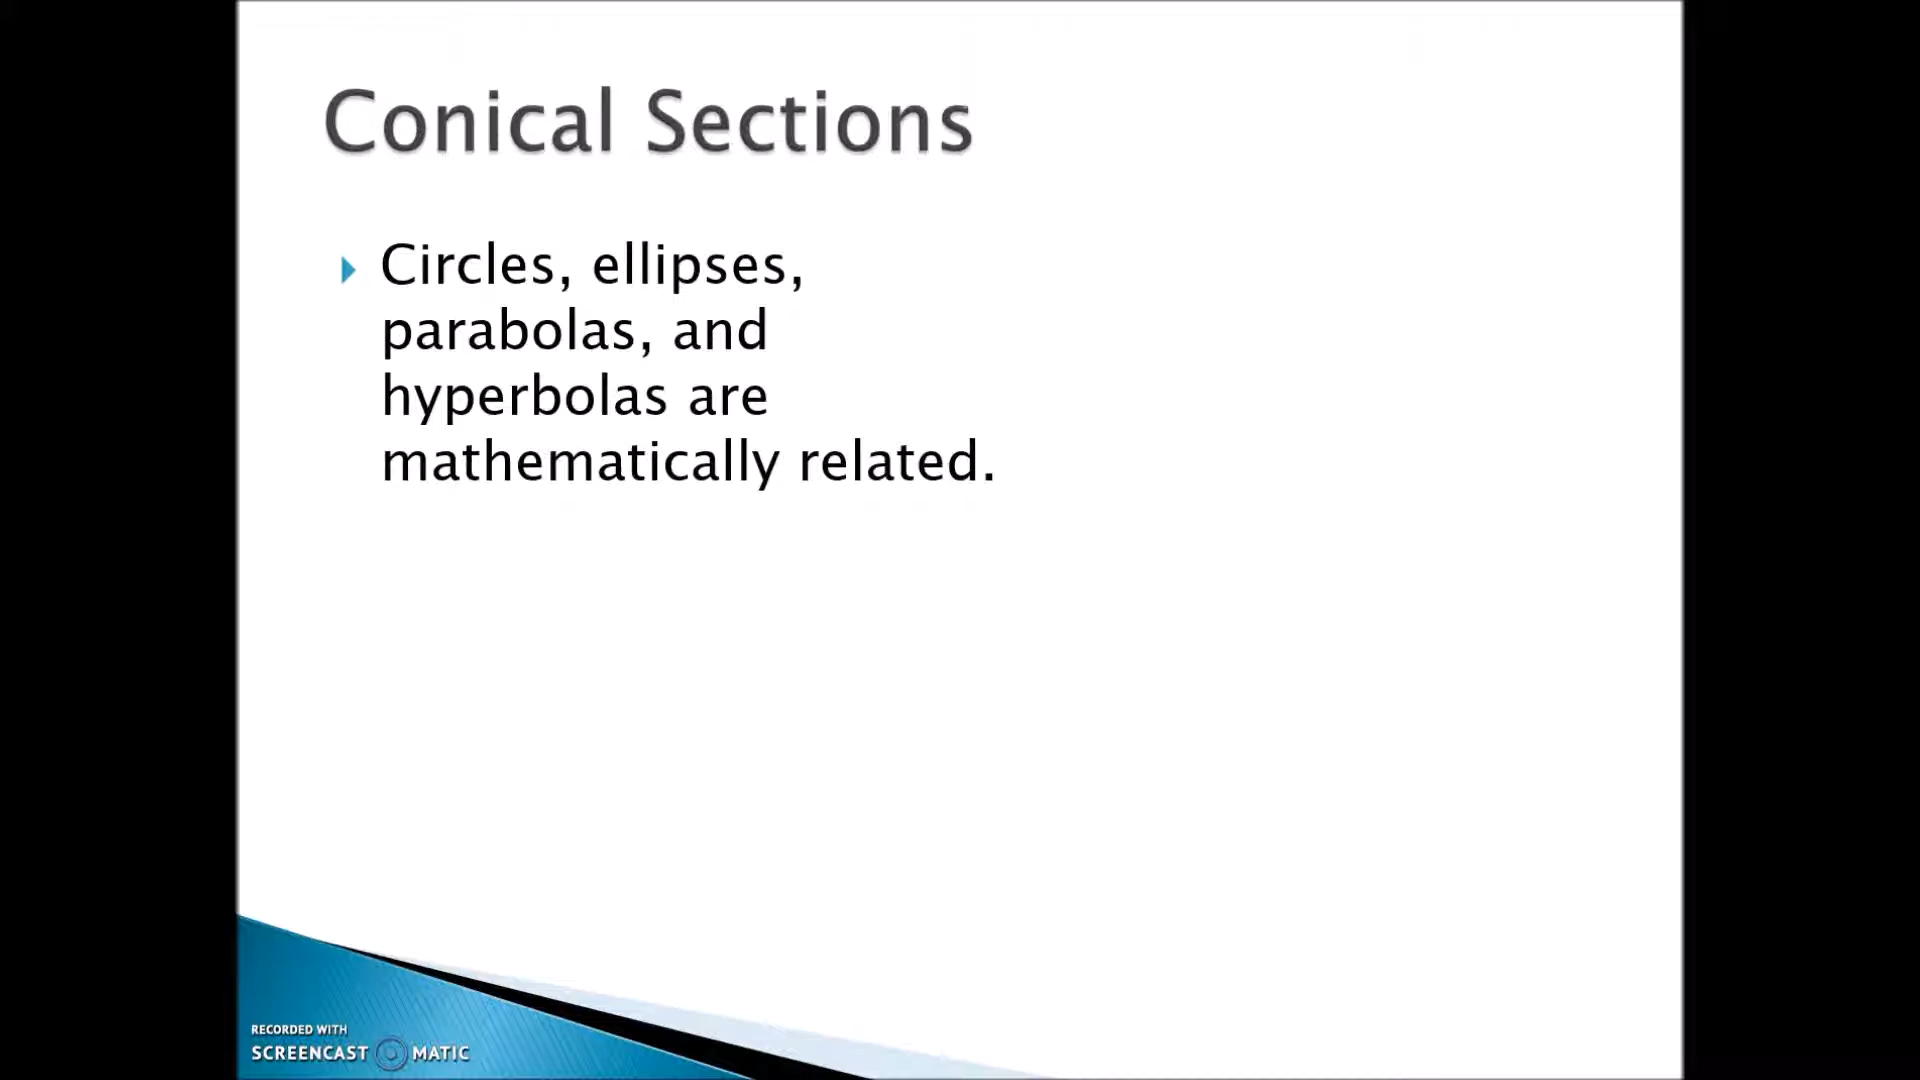 Conical Sections
Circles, ellipses,
parabolas, and
hyperbolas are
mathematically related.
RECORDED WITH
SCREENCAST MATIC